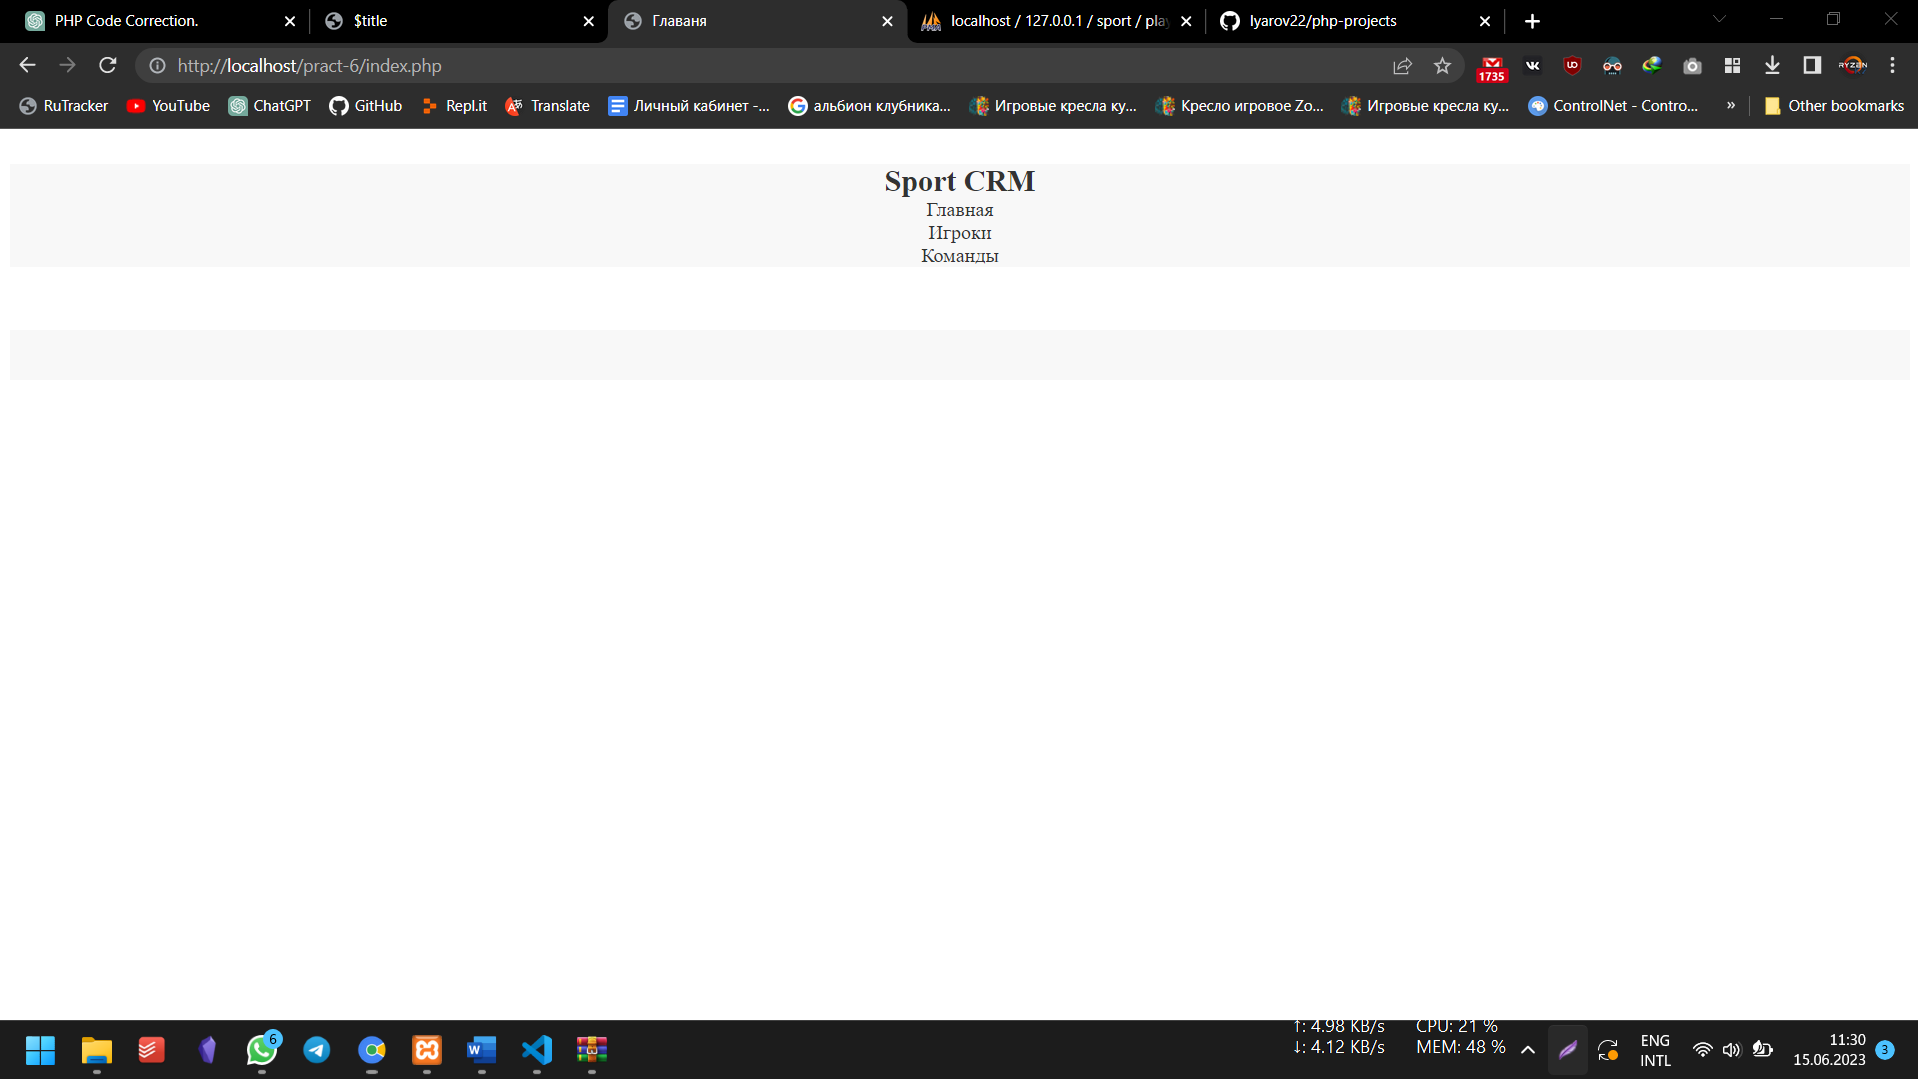 PHP Code Correction.
$title
Главаня
localhost / 127.0.0.1 / sport / pla
lyarov22/php-projects
http://localhost/pract-6/index.php
1735
RYZEN
RuTracker
YouTube
ChatGPT
GitHub
Repl.it
Translate
Личный кабинет -...
альбион клубника...
Игровые кресла ку...
Кресло игровое Zo...
Игровые кресла ку...
ControlNet - Contro...
»
Other bookmarks
Sport CRM
Главная
Игроки
Команды
6
↑: 4.98 KB/s
CPU: 21 %
↓: 4.12 KB/s
MEM: 48 %
ENG
INTL
11:30
15.06.2023
3